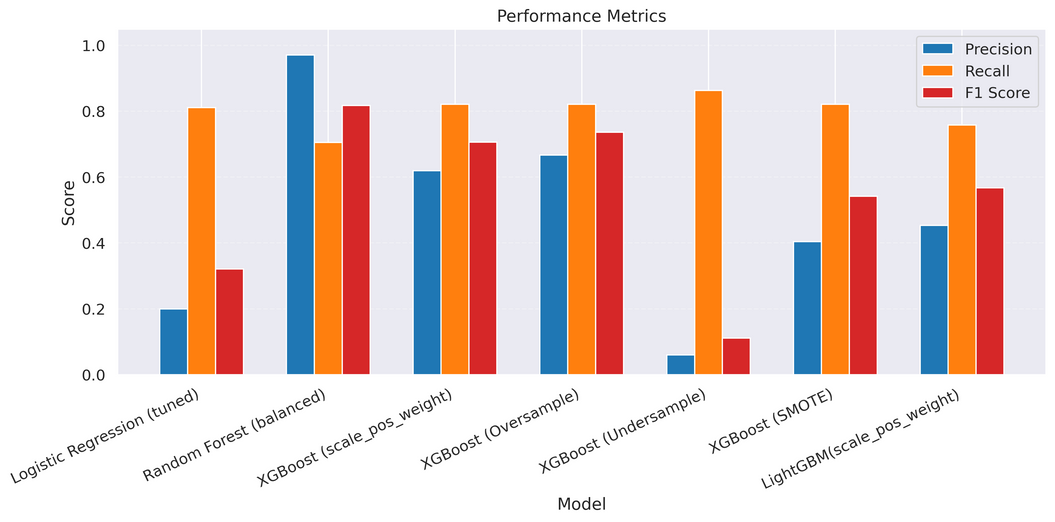 Performance Metrics
Precision
Recall
F1 Score
1.0
0.8
0.6
0.4
0.2
0.0
Score
Logistic Regression (tuned)
Random Forest (balanced)
XGBoost (scale_pos_weight)
XGBoost (Oversample)
XGBoost (Undersample)
XGBoost (SMOTE)
LightGBM(scale_pos_weight)
Model